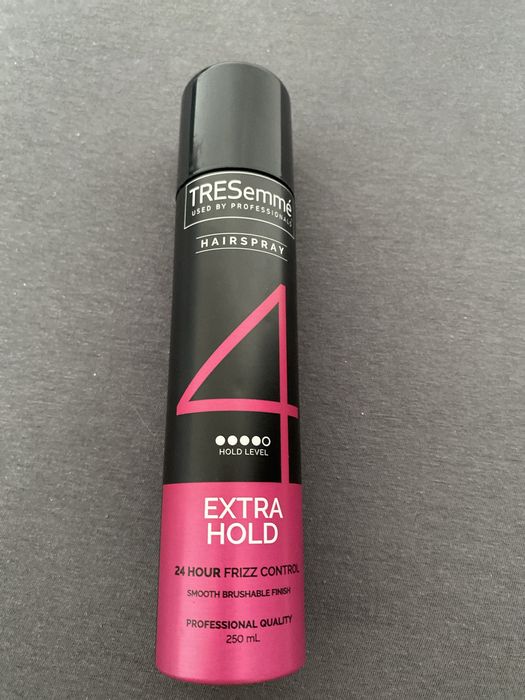 TRESemmé
USED BY PROFESSIONALS
HAIRSPRAY
4
HOLD LEVEL
EXTRA
HOLD
24 HOUR FRIZZ CONTROL
SMOOTH BRUSHABLE FINISH
PROFESSIONAL QUALITY
250 mL